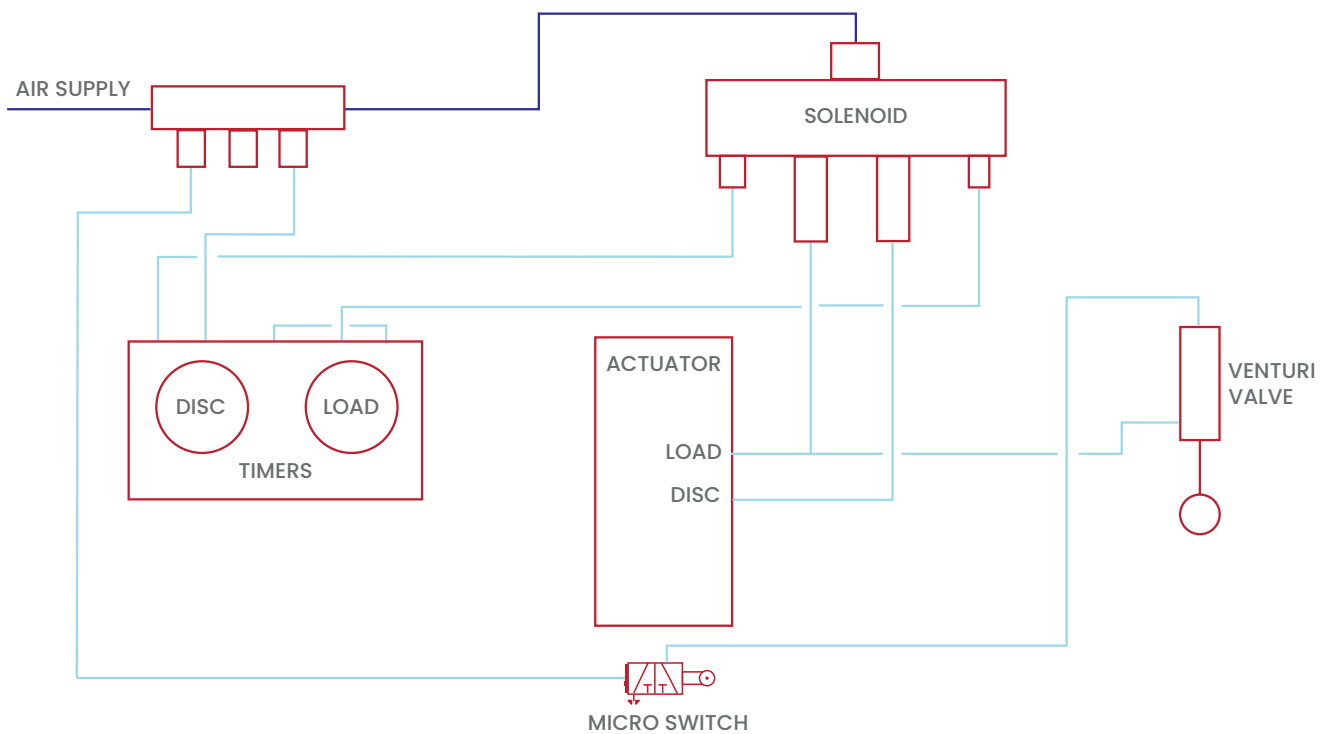 AIR SUPPLY
SOLENOID
ACTUATOR
VENTURI
VALVE
DISC
LOAD
TIMERS
LOAD
DISC
MICRO SWITCH